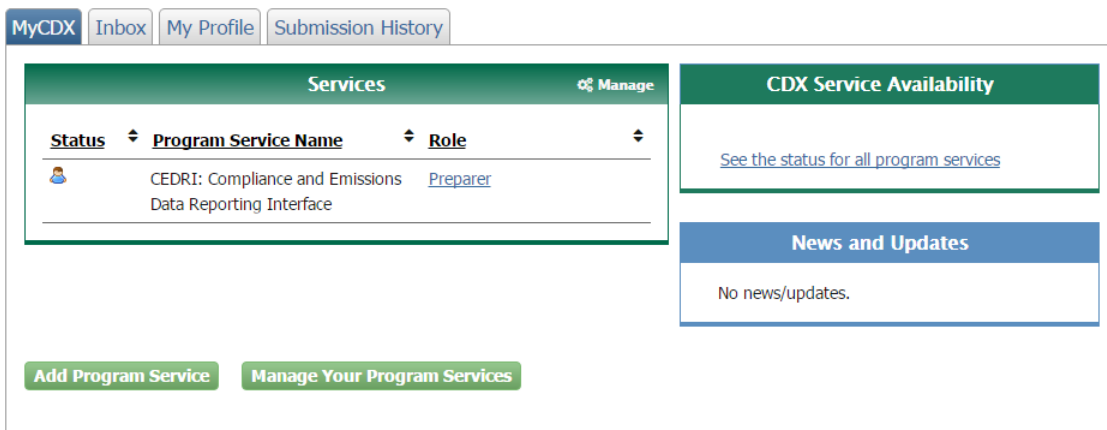 MyCDX Inbox My Profile Submission History
Services Manage
Status Program Service Name Role
CEDRI: Compliance and Emissions Preparer
Data Reporting Interface
CDX Service Availability
See the status for all program services
News and Updates
No news/updates.
Add Program Service Manage Your Program Services